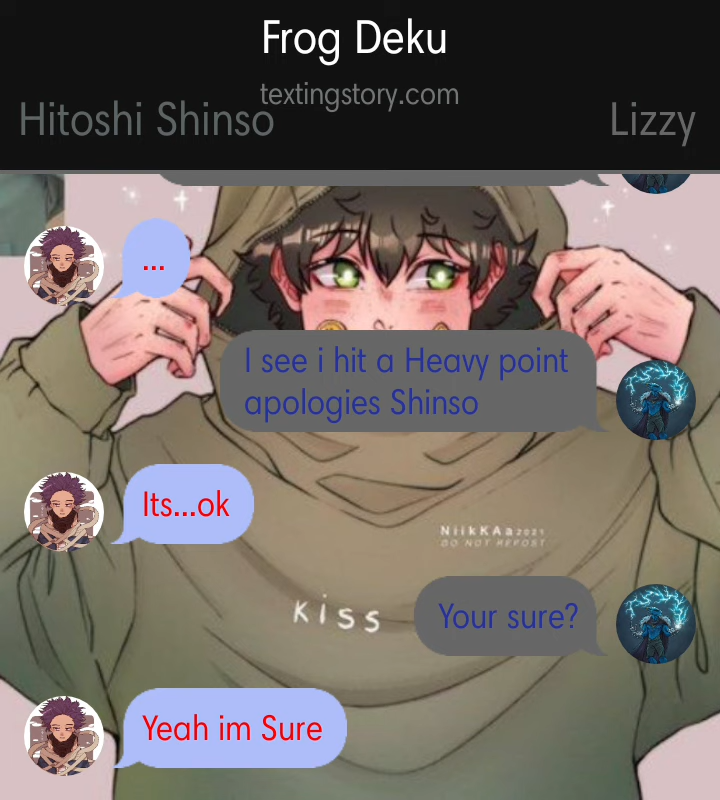 Frog Deku
textingstory.com
Hitoshi Shinso
Lizzy
...
I see i hit a Heavy point
apologies Shinso
Its...ok
NiikKAa2021
DO NOT REPOST
Kiss
Your sure?
Yeah im Sure